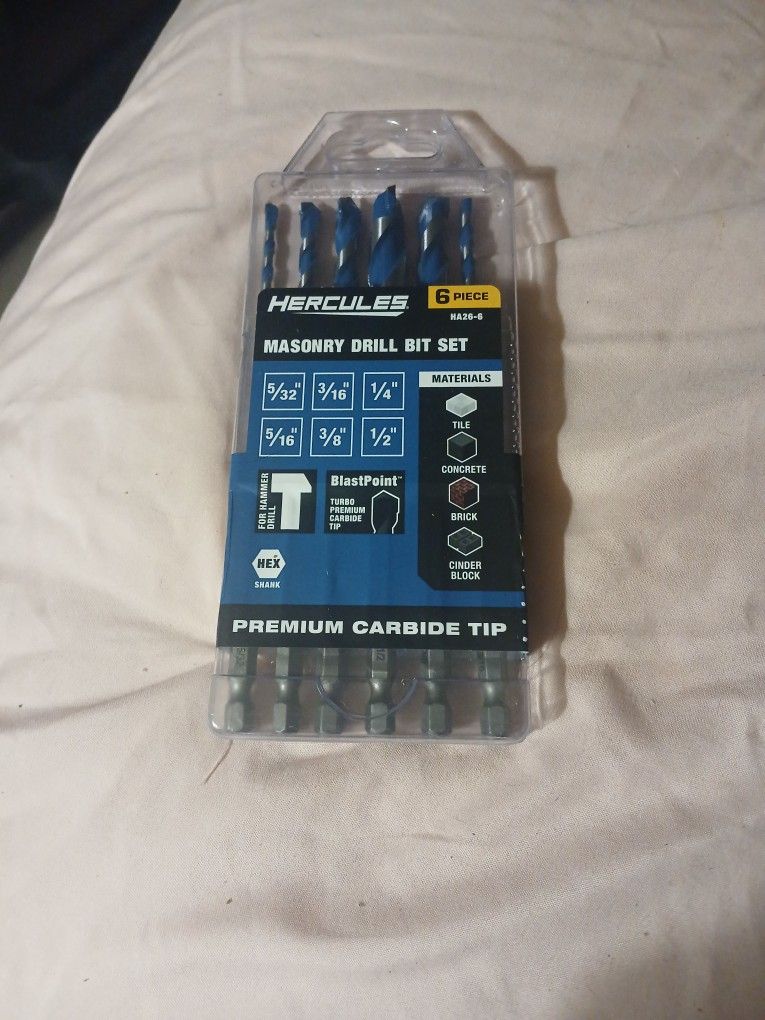 HERCULES
6 PIECE
HA26-6
MASONRY DRILL BIT SET
5/32" 3/16" 1/4"
5/16" 3/8" 1/2"
MATERIALS
TILE
CONCRETE
BRICK
CINDER
BLOCK
FOR HAMMER
DRILL
BlastPoint™
TURBO
PREMIUM
CARBIDE
TIP
HEX
SHANK
PREMIUM CARBIDE TIP
1/2